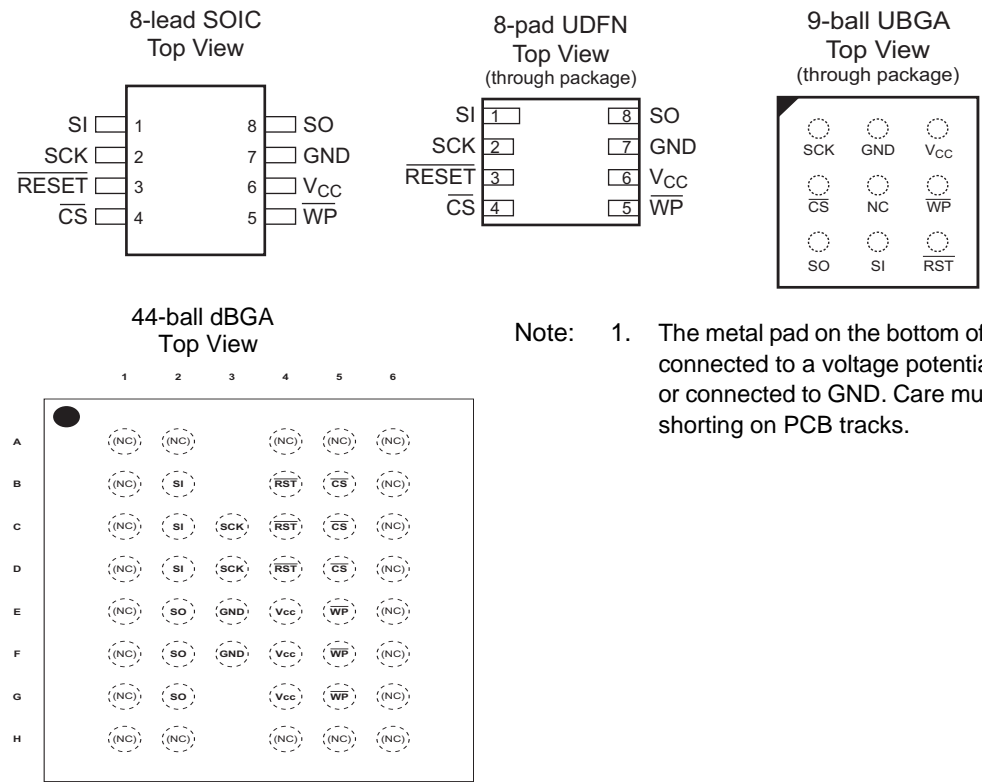 8-lead SOIC
Top View
SI 1 8 SO
SCK 2 7 GND
RESET 3 6 VCC
CS 4 5 WP
8-pad UDFN
Top View
(through package)
SI 1 8 SO
SCK 2 7 GND
RESET 3 6 VCC
CS 4 5 WP
9-ball UBGA
Top View
(through package)
SCK GND VCC
CS NC WP
SO SI RST
44-ball dBGA
Top View
1 2 3 4 5 6
A (NC) (NC) (NC) (NC) (NC)
B (NC) SI RST CS (NC)
C (NC) SI SCK RST CS (NC)
D (NC) SI SCK RST CS (NC)
E (NC) SO GND Vcc WP (NC)
F (NC) SO GND Vcc WP (NC)
G (NC) SO Vcc WP (NC)
H (NC) (NC) (NC) (NC) (NC)
Note: 1. The metal pad on the bottom of
connected to a voltage potentia
or connected to GND. Care mu
shorting on PCB tracks.